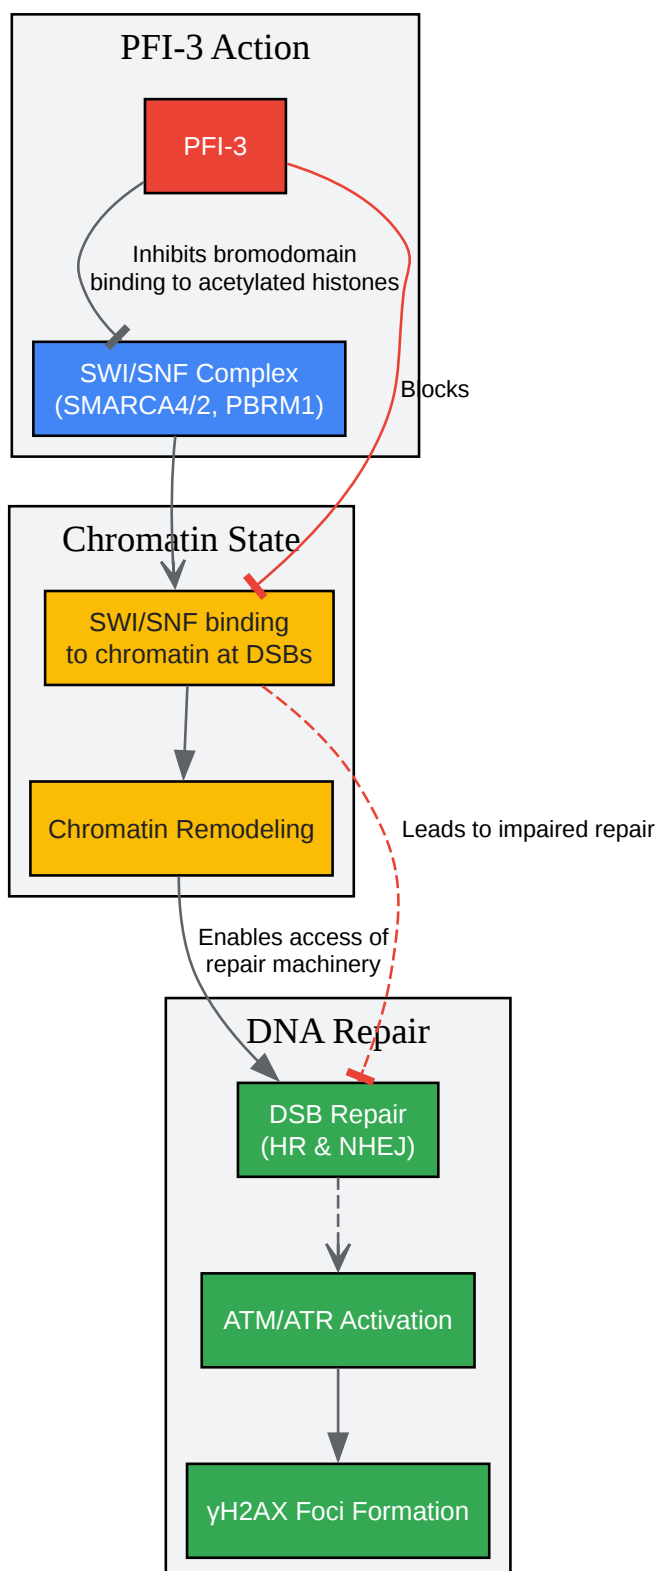 PFI-3 Action
PFI-3
Inhibits bromodomain
binding to acetylated histones
SWI/SNF Complex
(SMARCA4/2, PBRM1)
Blocks
Chromatin State
SWI/SNF binding
to chromatin at DSBs
Chromatin Remodeling
Leads to impaired repair
Enables access of
repair machinery
DNA Repair
DSB Repair
(HR & NHEJ)
ATM/ATR Activation
γH2AX Foci Formation